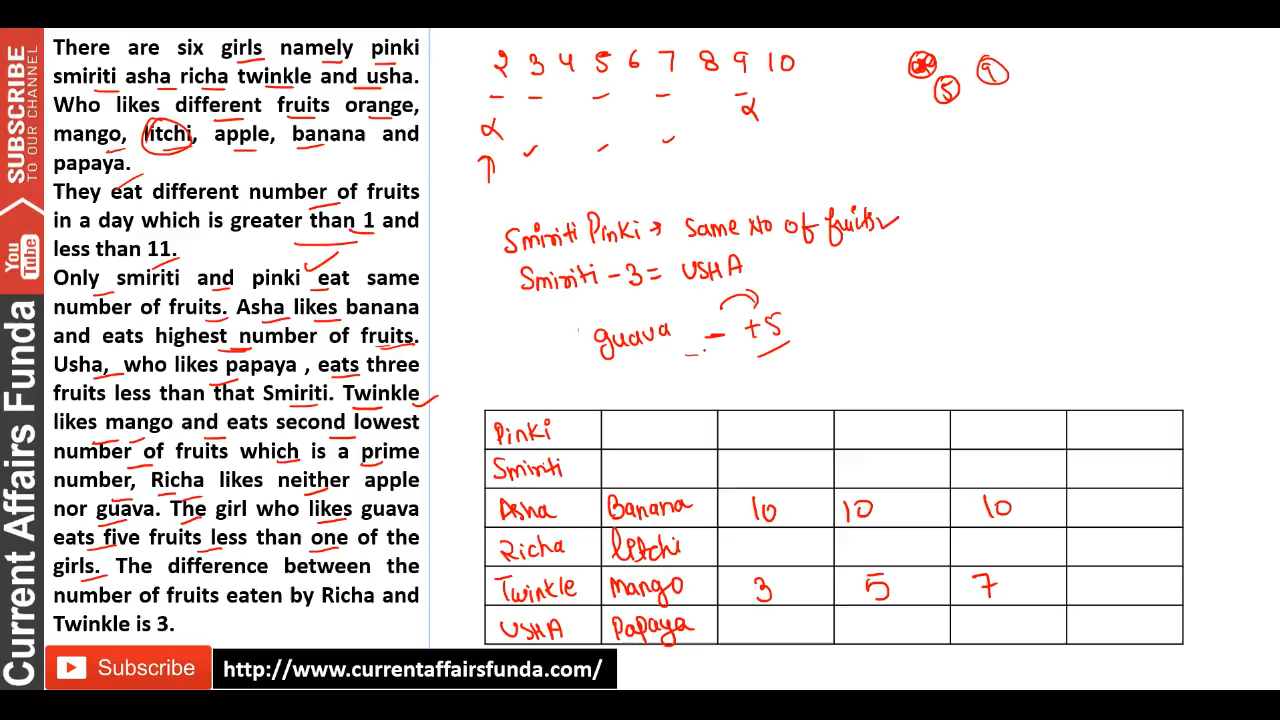 There are six girls namely pinki
smiriti asha richa twinkle and usha.
Who likes different fruits orange,
mango, litchi, apple, banana and
papaya.
They eat different number of fruits
in a day which is greater than 1 and
less than 11.
Only smiriti and pinki eat same
number of fruits. Asha likes banana
and eats highest number of fruits.
Usha, who likes papaya , eats three
fruits less than that Smiriti. Twinkle
likes mango and eats second lowest
number of fruits which is a prime
number, Richa likes neither apple
nor guava. The girl who likes guava
eats five fruits less than one of the
girls. The difference between the
number of fruits eaten by Richa and
Twinkle is 3.
2 3 4 5 6 7 8 9 10
5 9
Smiriti Pinki → same no of fruits
Smiriti - 3 = USHA
guava - +5
Pinki
Smiriti
Asha Banana 10 10 10
Richa litchi
Twinkle Mango 3 5 7
USHA Papaya
SUBSCRIBE
TO OUR CHANNEL
You Tube
Current Affairs Funda
Subscribe
http://www.currentaffairsfunda.com/